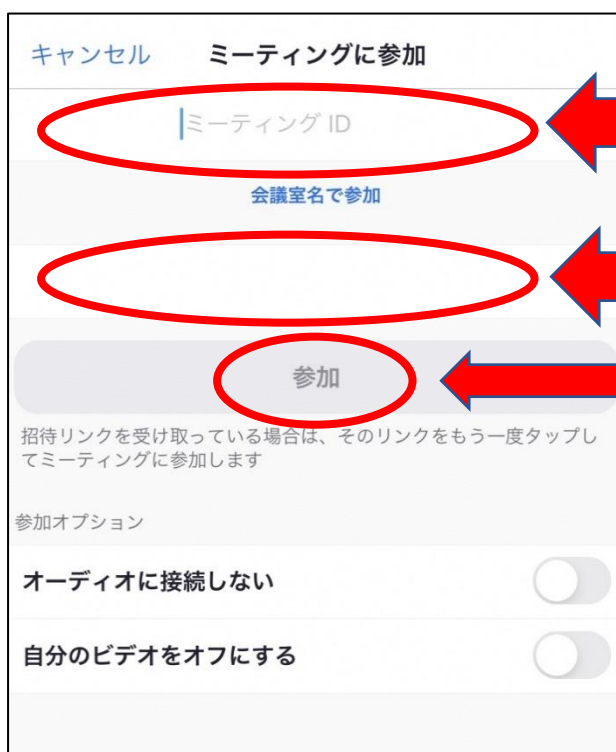 キャンセル ミーティングに参加
ミーティング ID
会議室名で参加
参加
招待リンクを受け取っている場合は、そのリンクをもう一度タップし
てミーティングに参加します
参加オプション
オーディオに接続しない
自分のビデオをオフにする